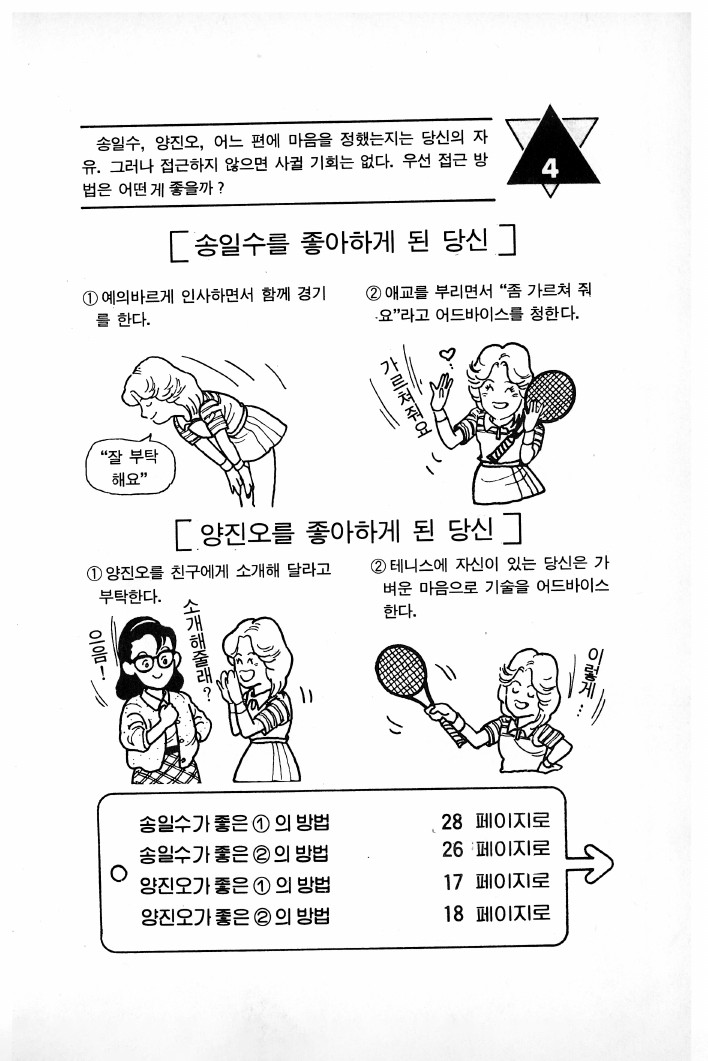 송일수, 양진오, 어느 편에 마음을 정했는지는 당신의 자
유. 그러나 접근하지 않으면 사귈 기회는 없다. 우선 접근 방
법은 어떤게 좋을까?
4
[송일수를 좋아하게 된 당신]
① 예의바르게 인사하면서 함께 경기
를 한다.
② 애교를 부리면서 “좀 가르쳐 줘
요”라고 어드바이스를 청한다.
“잘 부탁
해요”
가르쳐줘요
[양진오를 좋아하게 된 당신]
① 양진오를 친구에게 소개해 달라고
부탁한다.
② 테니스에 자신이 있는 당신은 가
벼운 마음으로 기술을 어드바이스
한다.
으음!
소개해줄래?
이렇게…
송일수가 좋은 ① 의 방법 28 페이지로
송일수가 좋은 ② 의 방법 26 페이지로
양진오가 좋은 ① 의 방법 17 페이지로
양진오가 좋은 ② 의 방법 18 페이지로